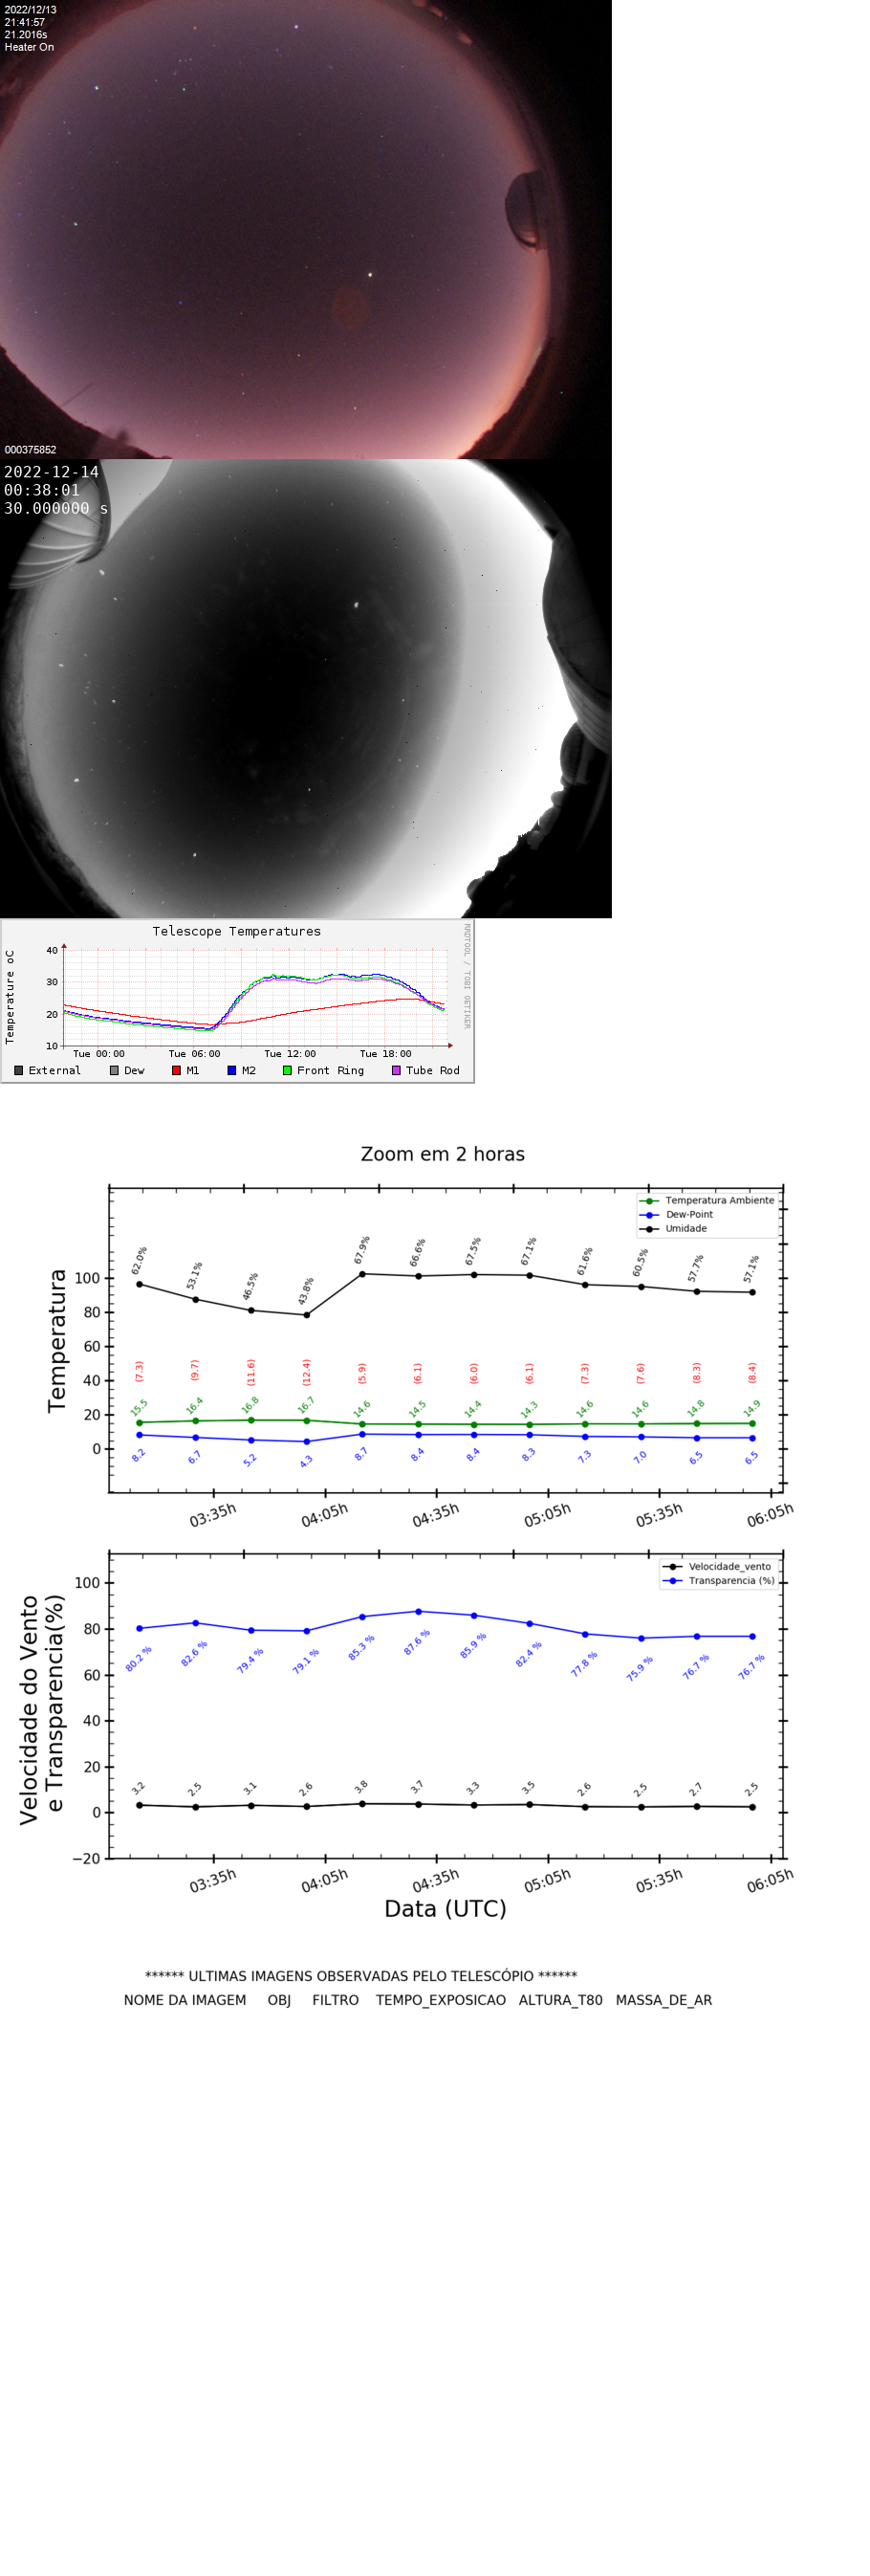 2022/12/13
21:41:57
21.2016s
Heater On
000375852
2022-12-14
00:38:01
30.000000 s
Telescope Temperatures
RRDTOOL / TOBI OETIKER
Temperature oC
40
30
20
10
Tue 00:00 Tue 06:00 Tue 12:00 Tue 18:00
External Dew M1 M2 Front Ring Tube Rod
Zoom em 2 horas
Temperatura Ambiente
Dew-Point
Umidade
Temperatura
100
80
60
40
20
0
62.0% 53.1% 46.5% 43.8% 67.9% 66.6% 67.5% 67.1% 61.6% 60.5% 57.7% 57.1%
(7.3) (9.7) (11.6) (12.4) (5.9) (6.1) (6.0) (6.1) (7.3) (7.6) (8.3) (8.4)
15.5 16.4 16.8 16.7 14.6 14.5 14.4 14.3 14.6 14.6 14.8 14.9
8.2 6.7 5.2 4.3 8.7 8.4 8.4 8.3 7.3 7.0 6.5 6.5
03:35h 04:05h 04:35h 05:05h 05:35h 06:05h
Velocidade_vento
Transparencia (%)
Velocidade do Vento
e Transparencia(%)
100
80
60
40
20
0
−20
80.2 % 82.6 % 79.4 % 79.1 % 85.3 % 87.6 % 85.9 % 82.4 % 77.8 % 75.9 % 76.7 % 76.7 %
3.2 2.5 3.1 2.6 3.8 3.7 3.3 3.5 2.6 2.5 2.7 2.5
03:35h 04:05h 04:35h 05:05h 05:35h 06:05h
Data (UTC)
****** ULTIMAS IMAGENS OBSERVADAS PELO TELESCÓPIO ******
NOME DA IMAGEM OBJ FILTRO TEMPO_EXPOSICAO ALTURA_T80 MASSA_DE_AR